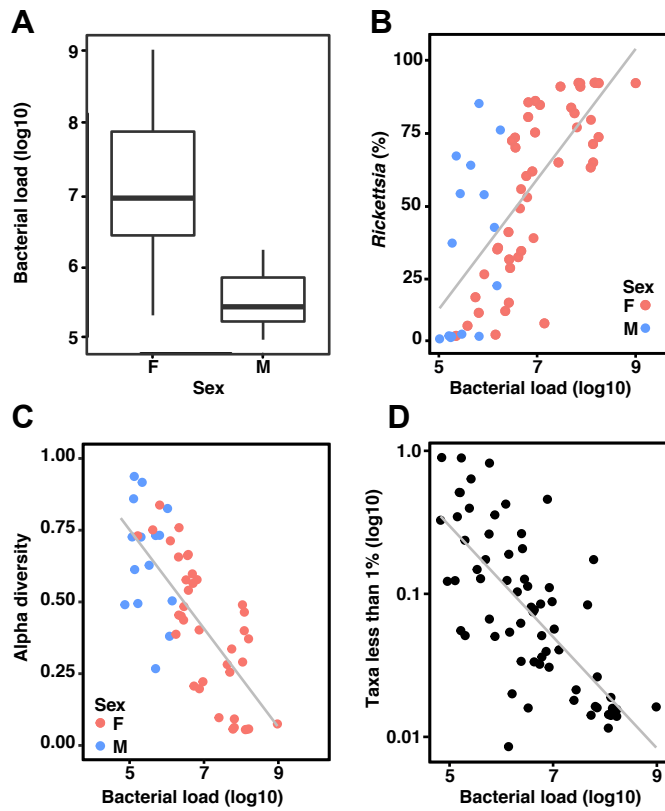 A
Bacterial load (log10)
9
8
7
6
5
F
M
Sex
B
Rickettsia (%)
100
75
50
25
0
Sex
F
M
5
7
9
Bacterial load (log10)
C
Alpha diversity
1.00
0.75
0.50
0.25
0.00
Sex
F
M
5
7
9
Bacterial load (log10)
D
Taxa less than 1% (log10)
1.0
0.1
0.01
5
7
9
Bacterial load (log10)